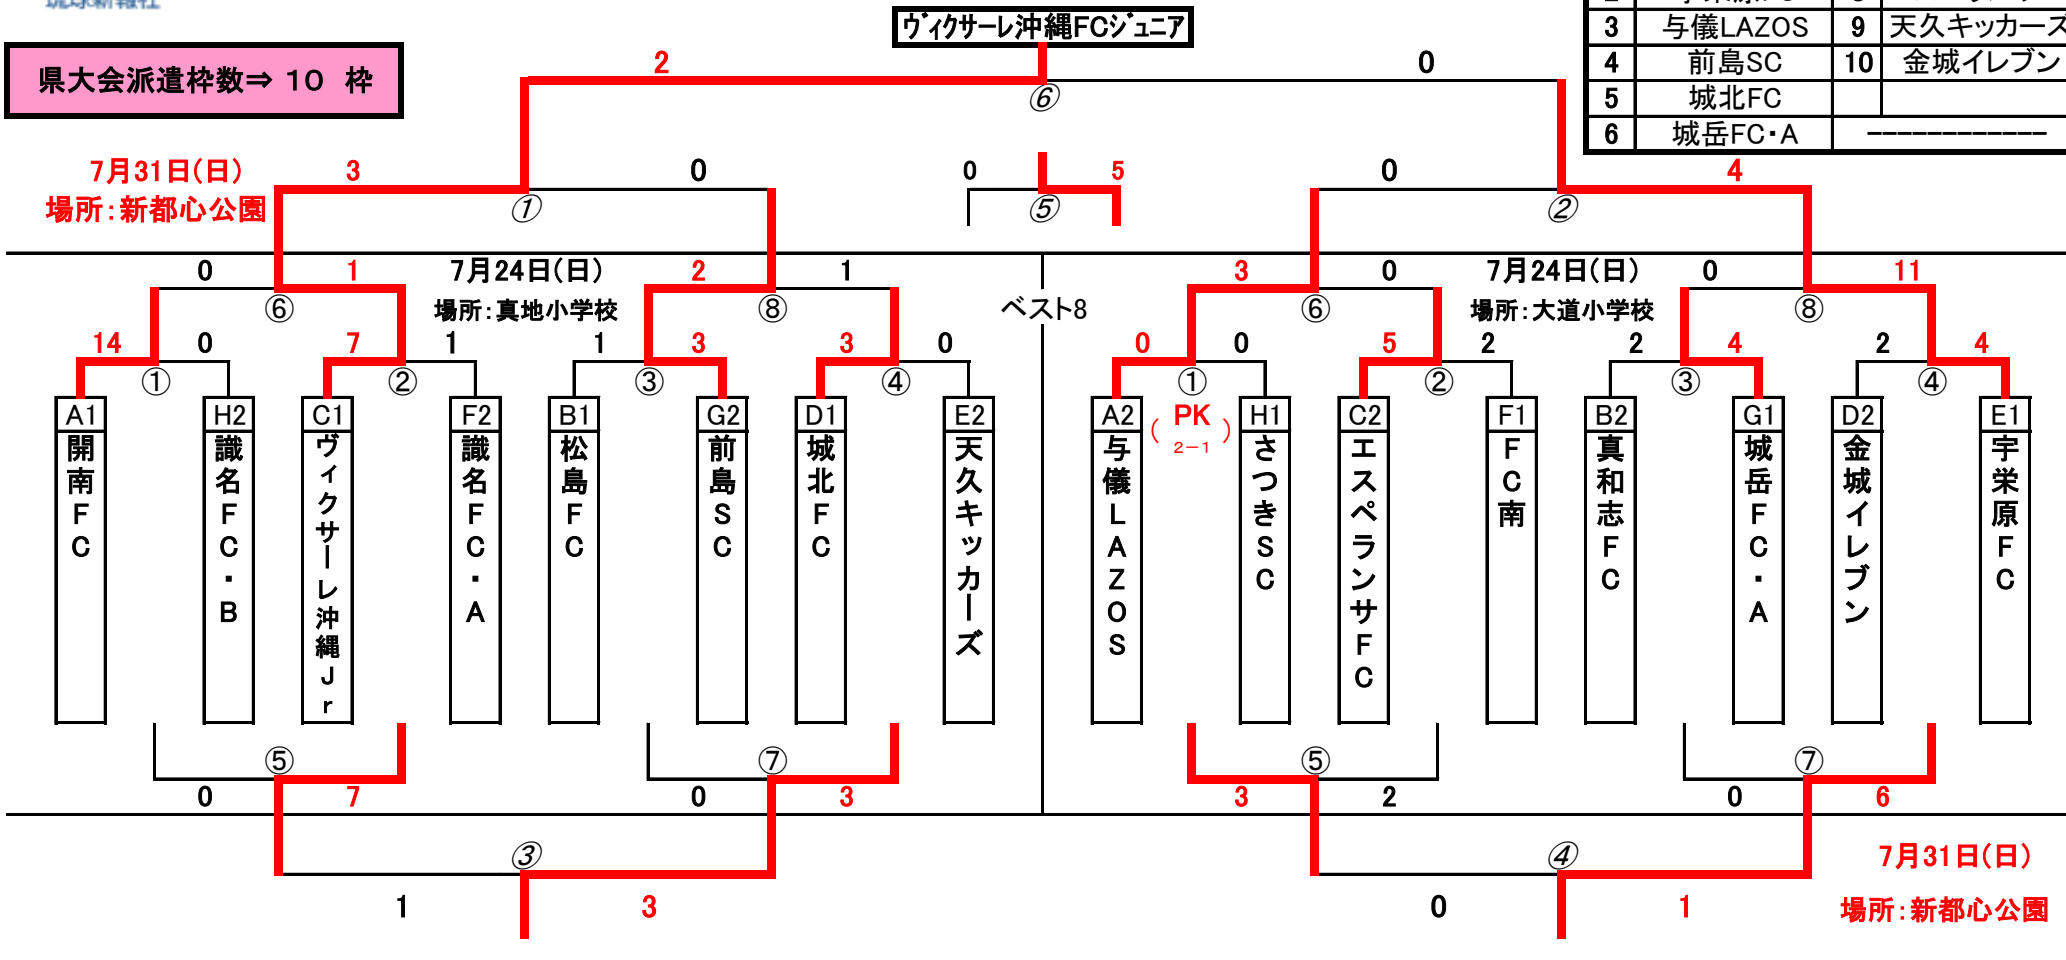 ヴィクサーレ沖縄FCジュニア
県大会派遣枠数⇒ 10 枠
3 与儀LAZOS 9 天久キッカーズ
4 前島SC 10 金城イレブン
5 城北FC
6 城岳FC・A ------------
2 ⑥ 0
7月31日(日)
場所:新都心公園
3 ① 0
0 ⑤ 5
0 ② 4
0 ⑥ 1
7月24日(日)
場所:真地小学校
2 ⑧ 1
ベスト8
3 ⑥ 0
7月24日(日)
場所:大道小学校
0 ⑧ 11
14 ① 0
7 ② 1
1 ③ 3
3 ④ 0
0 ① 0
(PK 2-1)
5 ② 2
2 ③ 4
2 ④ 4
A1 開南FC
H2 識名FC・B
C1 ヴィクサーレ沖縄Jr
F2 識名FC・A
B1 松島FC
G2 前島SC
D1 城北FC
E2 天久キッカーズ
A2 与儀LAZOS
H1 さつきSC
C2 エスペランサFC
F1 FC南
B2 真和志FC
G1 城岳FC・A
D2 金城イレブン
E1 宇栄原FC
⑤ 0 7
⑦ 0 3
⑤ 3 2
⑦ 0 6
③ 1 3
④ 0 1
7月31日(日)
場所:新都心公園